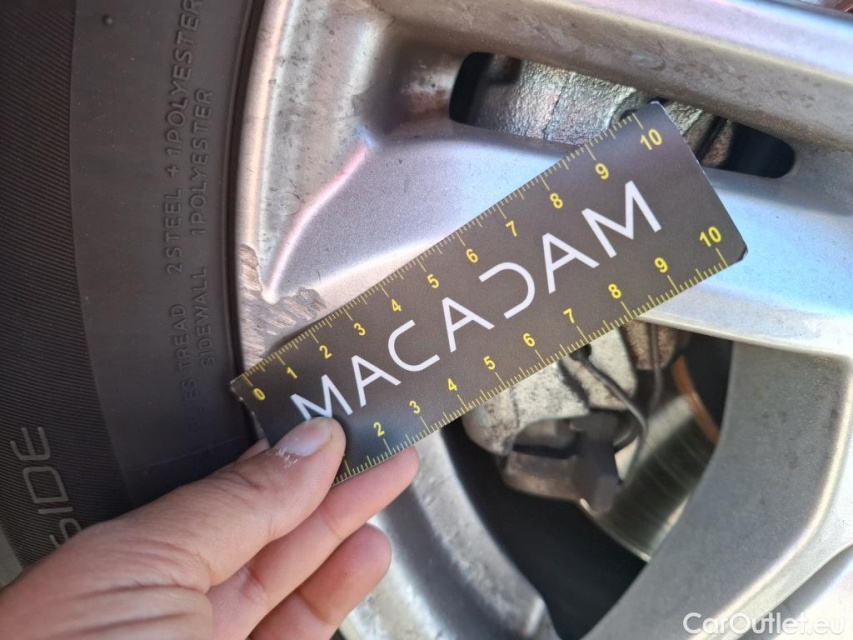 ES TREAD 2STEEL + 1POLYESTER
SIDEWALL 1POLYESTER
SIDE
0 1 2 3 4 5 6 7 8 9 10
MACADAM
2 3 4 5 6 7 8 9 10
CarOutlet.eu